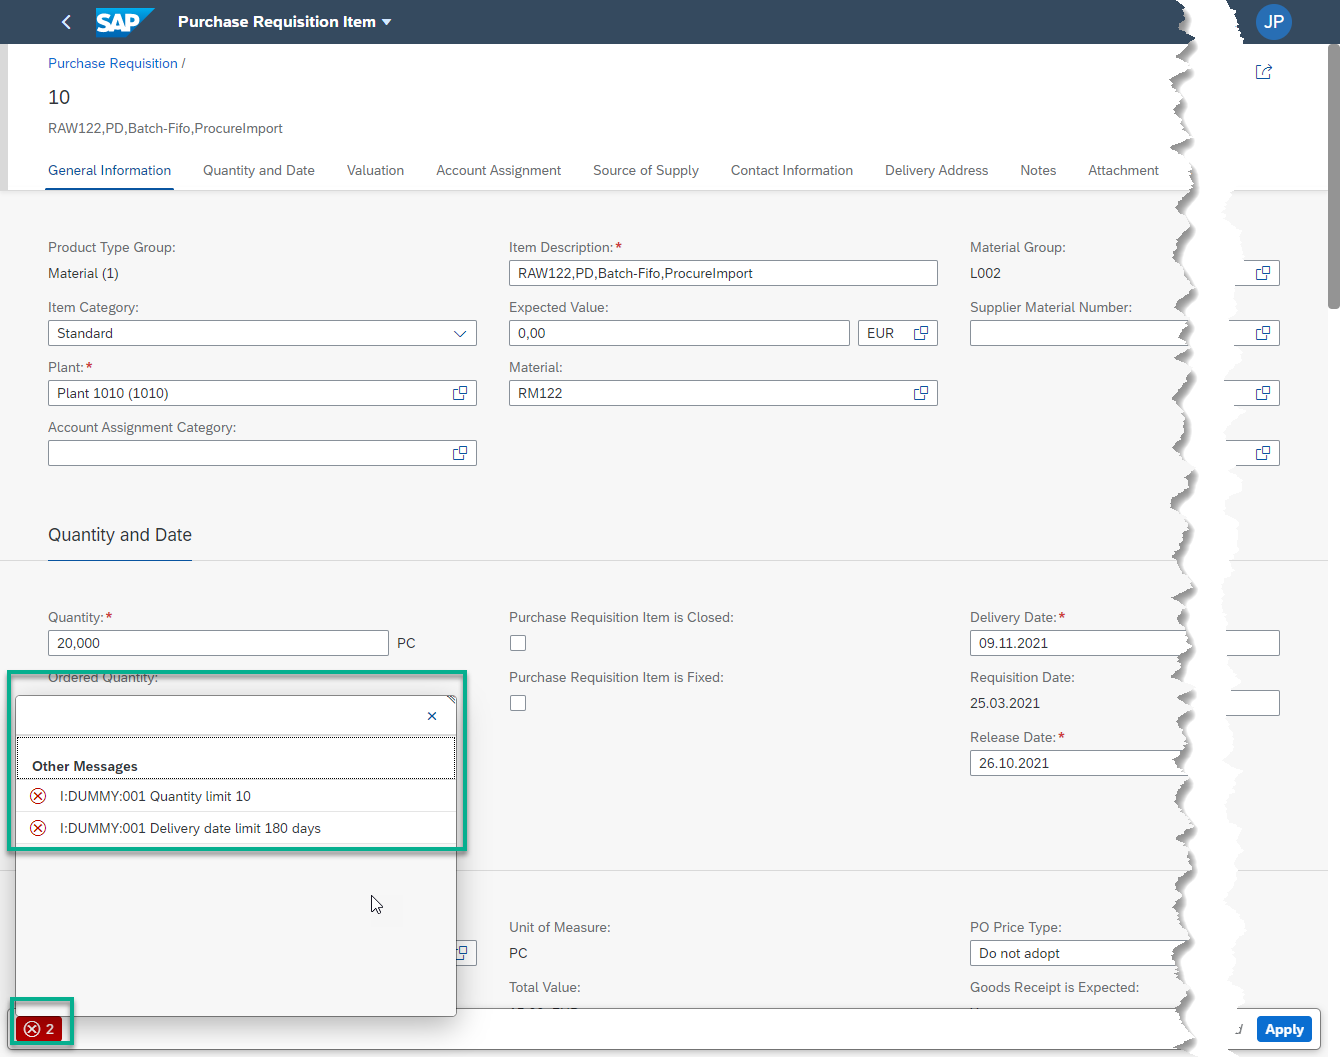 SAP Purchase Requisition Item JP
Purchase Requisition /
10
RAW122,PD,Batch-Fifo,ProcureImport
General Information Quantity and Date Valuation Account Assignment Source of Supply Contact Information Delivery Address Notes Attachment
Product Type Group: Item Description:* Material Group:
Material (1) RAW122,PD,Batch-Fifo,ProcureImport L002
Item Category: Expected Value: Supplier Material Number:
Standard 0,00 EUR
Plant:* Material:
Plant 1010 (1010) RM122
Account Assignment Category:
Quantity and Date
Quantity:* Purchase Requisition Item is Closed: Delivery Date:*
20,000 PC 09.11.2021
Ordered Quantity: Purchase Requisition Item is Fixed: Requisition Date:
25.03.2021
Release Date:*
Other Messages 26.10.2021
I:DUMMY:001 Quantity limit 10
I:DUMMY:001 Delivery date limit 180 days
Unit of Measure: PO Price Type:
PC Do not adopt
Total Value: Goods Receipt is Expected:
2 Apply